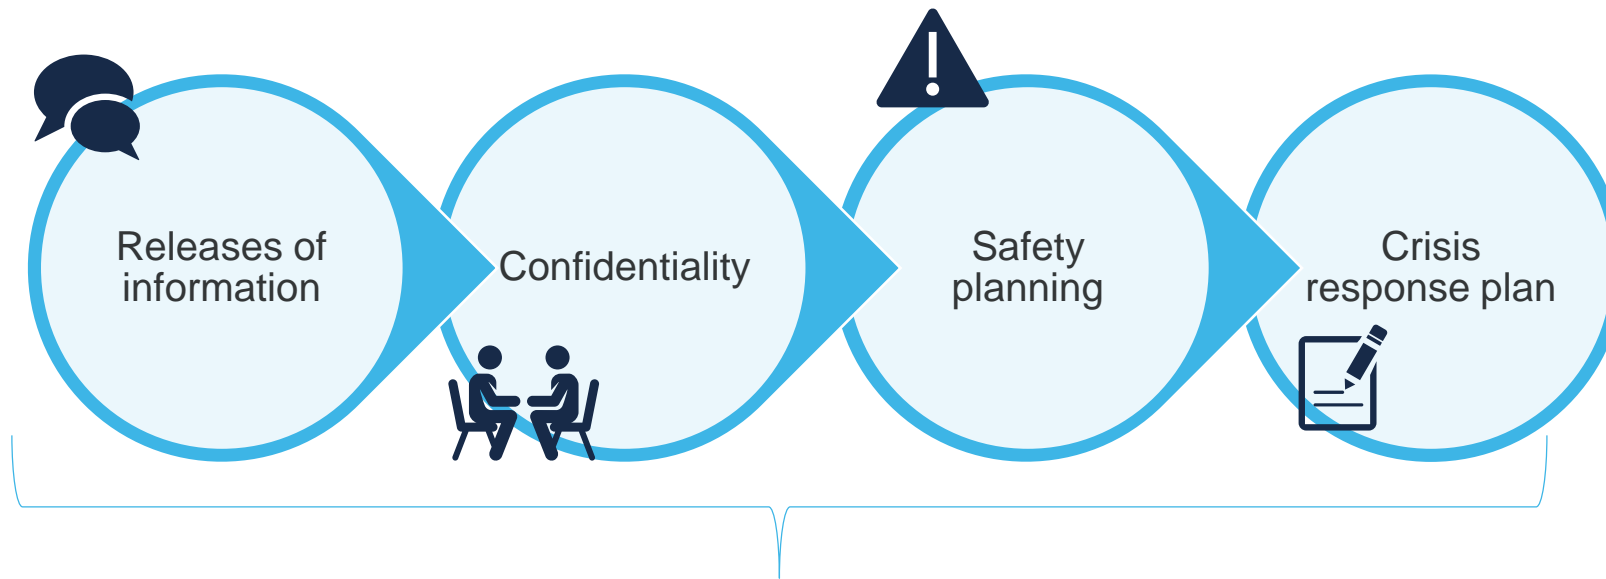 Releases of
information
Confidentiality
Safety
planning
Crisis
response plan